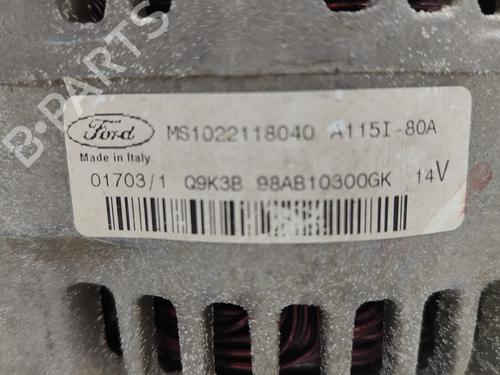 B-PARTS
Ford MS1022118040 A115I-80A
Made in Italy
01703/1 Q9K3B 98AB10300GK 14V